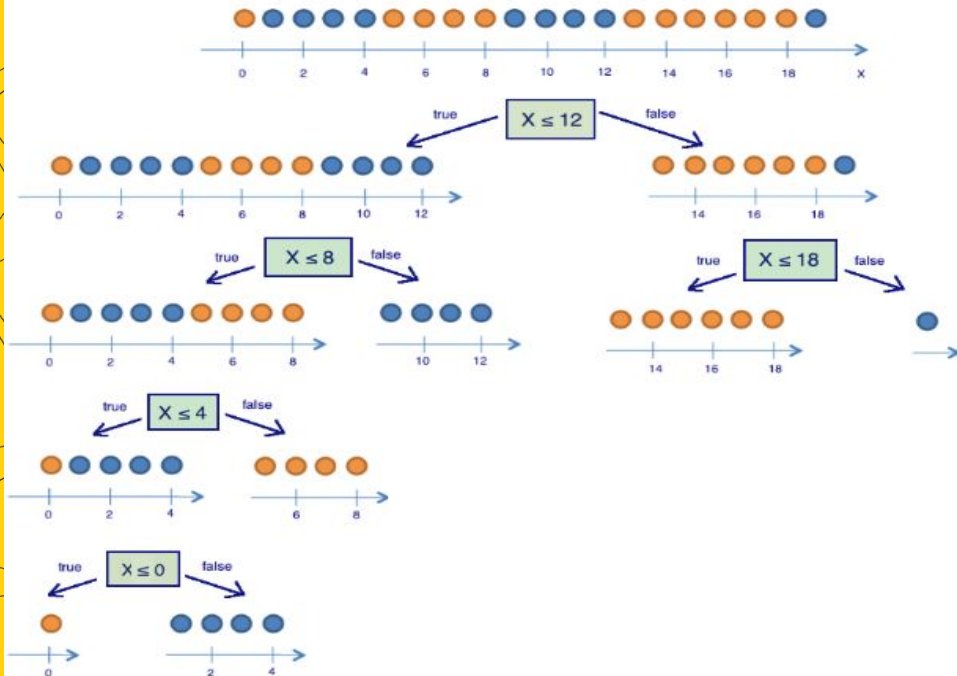 0 2 4 6 8 10 12 14 16 18 X
true X ≤ 12 false
0 2 4 6 8 10 12
14 16 18
true X ≤ 8 false
true X ≤ 18 false
0 2 4 6 8
10 12
14 16 18
true X ≤ 4 false
0 2 4
6 8
true X ≤ 0 false
0
2 4